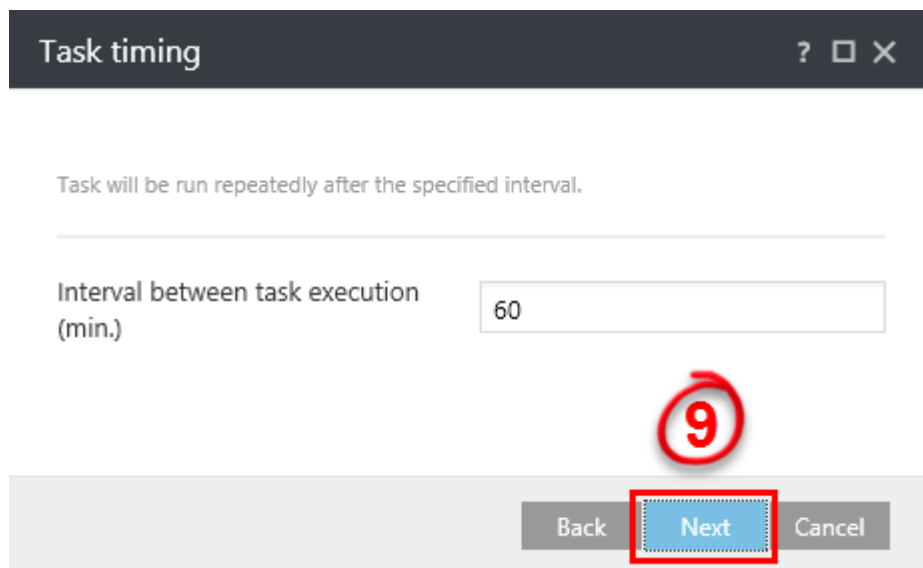 Task timing ?
Task will be run repeatedly after the specified interval.
Interval between task execution
(min.)
60
9
Back Next Cancel